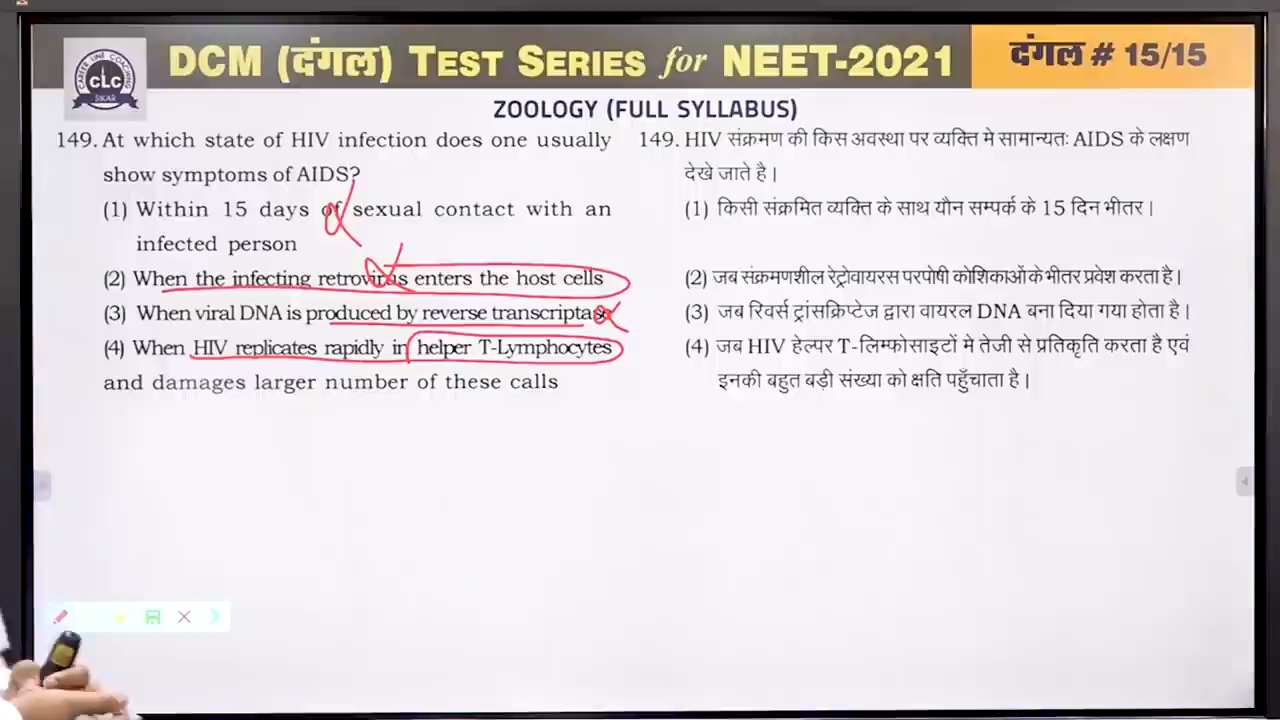 CAREER LINE COACHING
CLC
SIKAR
DCM (दंगल) TEST SERIES for NEET-2021
दंगल # 15/15
ZOOLOGY (FULL SYLLABUS)
149. At which state of HIV infection does one usually
show symptoms of AIDS?
(1) Within 15 days of sexual contact with an
infected person
(2) When the infecting retrovirus enters the host cells
(3) When viral DNA is produced by reverse transcriptase
(4) When HIV replicates rapidly in helper T-Lymphocytes
and damages larger number of these calls
149. HIV संक्रमण की किस अवस्था पर व्यक्ति मे सामान्यतः AIDS के लक्षण
देखे जाते है।
(1) किसी संक्रमित व्यक्ति के साथ यौन सम्पर्क के 15 दिन भीतर।
(2) जब संक्रमणशील रेट्रोवायरस परपोषी कोशिकाओं के भीतर प्रवेश करता है।
(3) जब रिवर्स ट्रांसक्रिप्टेज द्वारा वायरल DNA बना दिया गया होता है।
(4) जब HIV हेल्पर T-लिम्फोसाइटों मे तेजी से प्रतिकृति करता है एवं
इनकी बहुत बड़ी संख्या को क्षति पहुँचाता है।